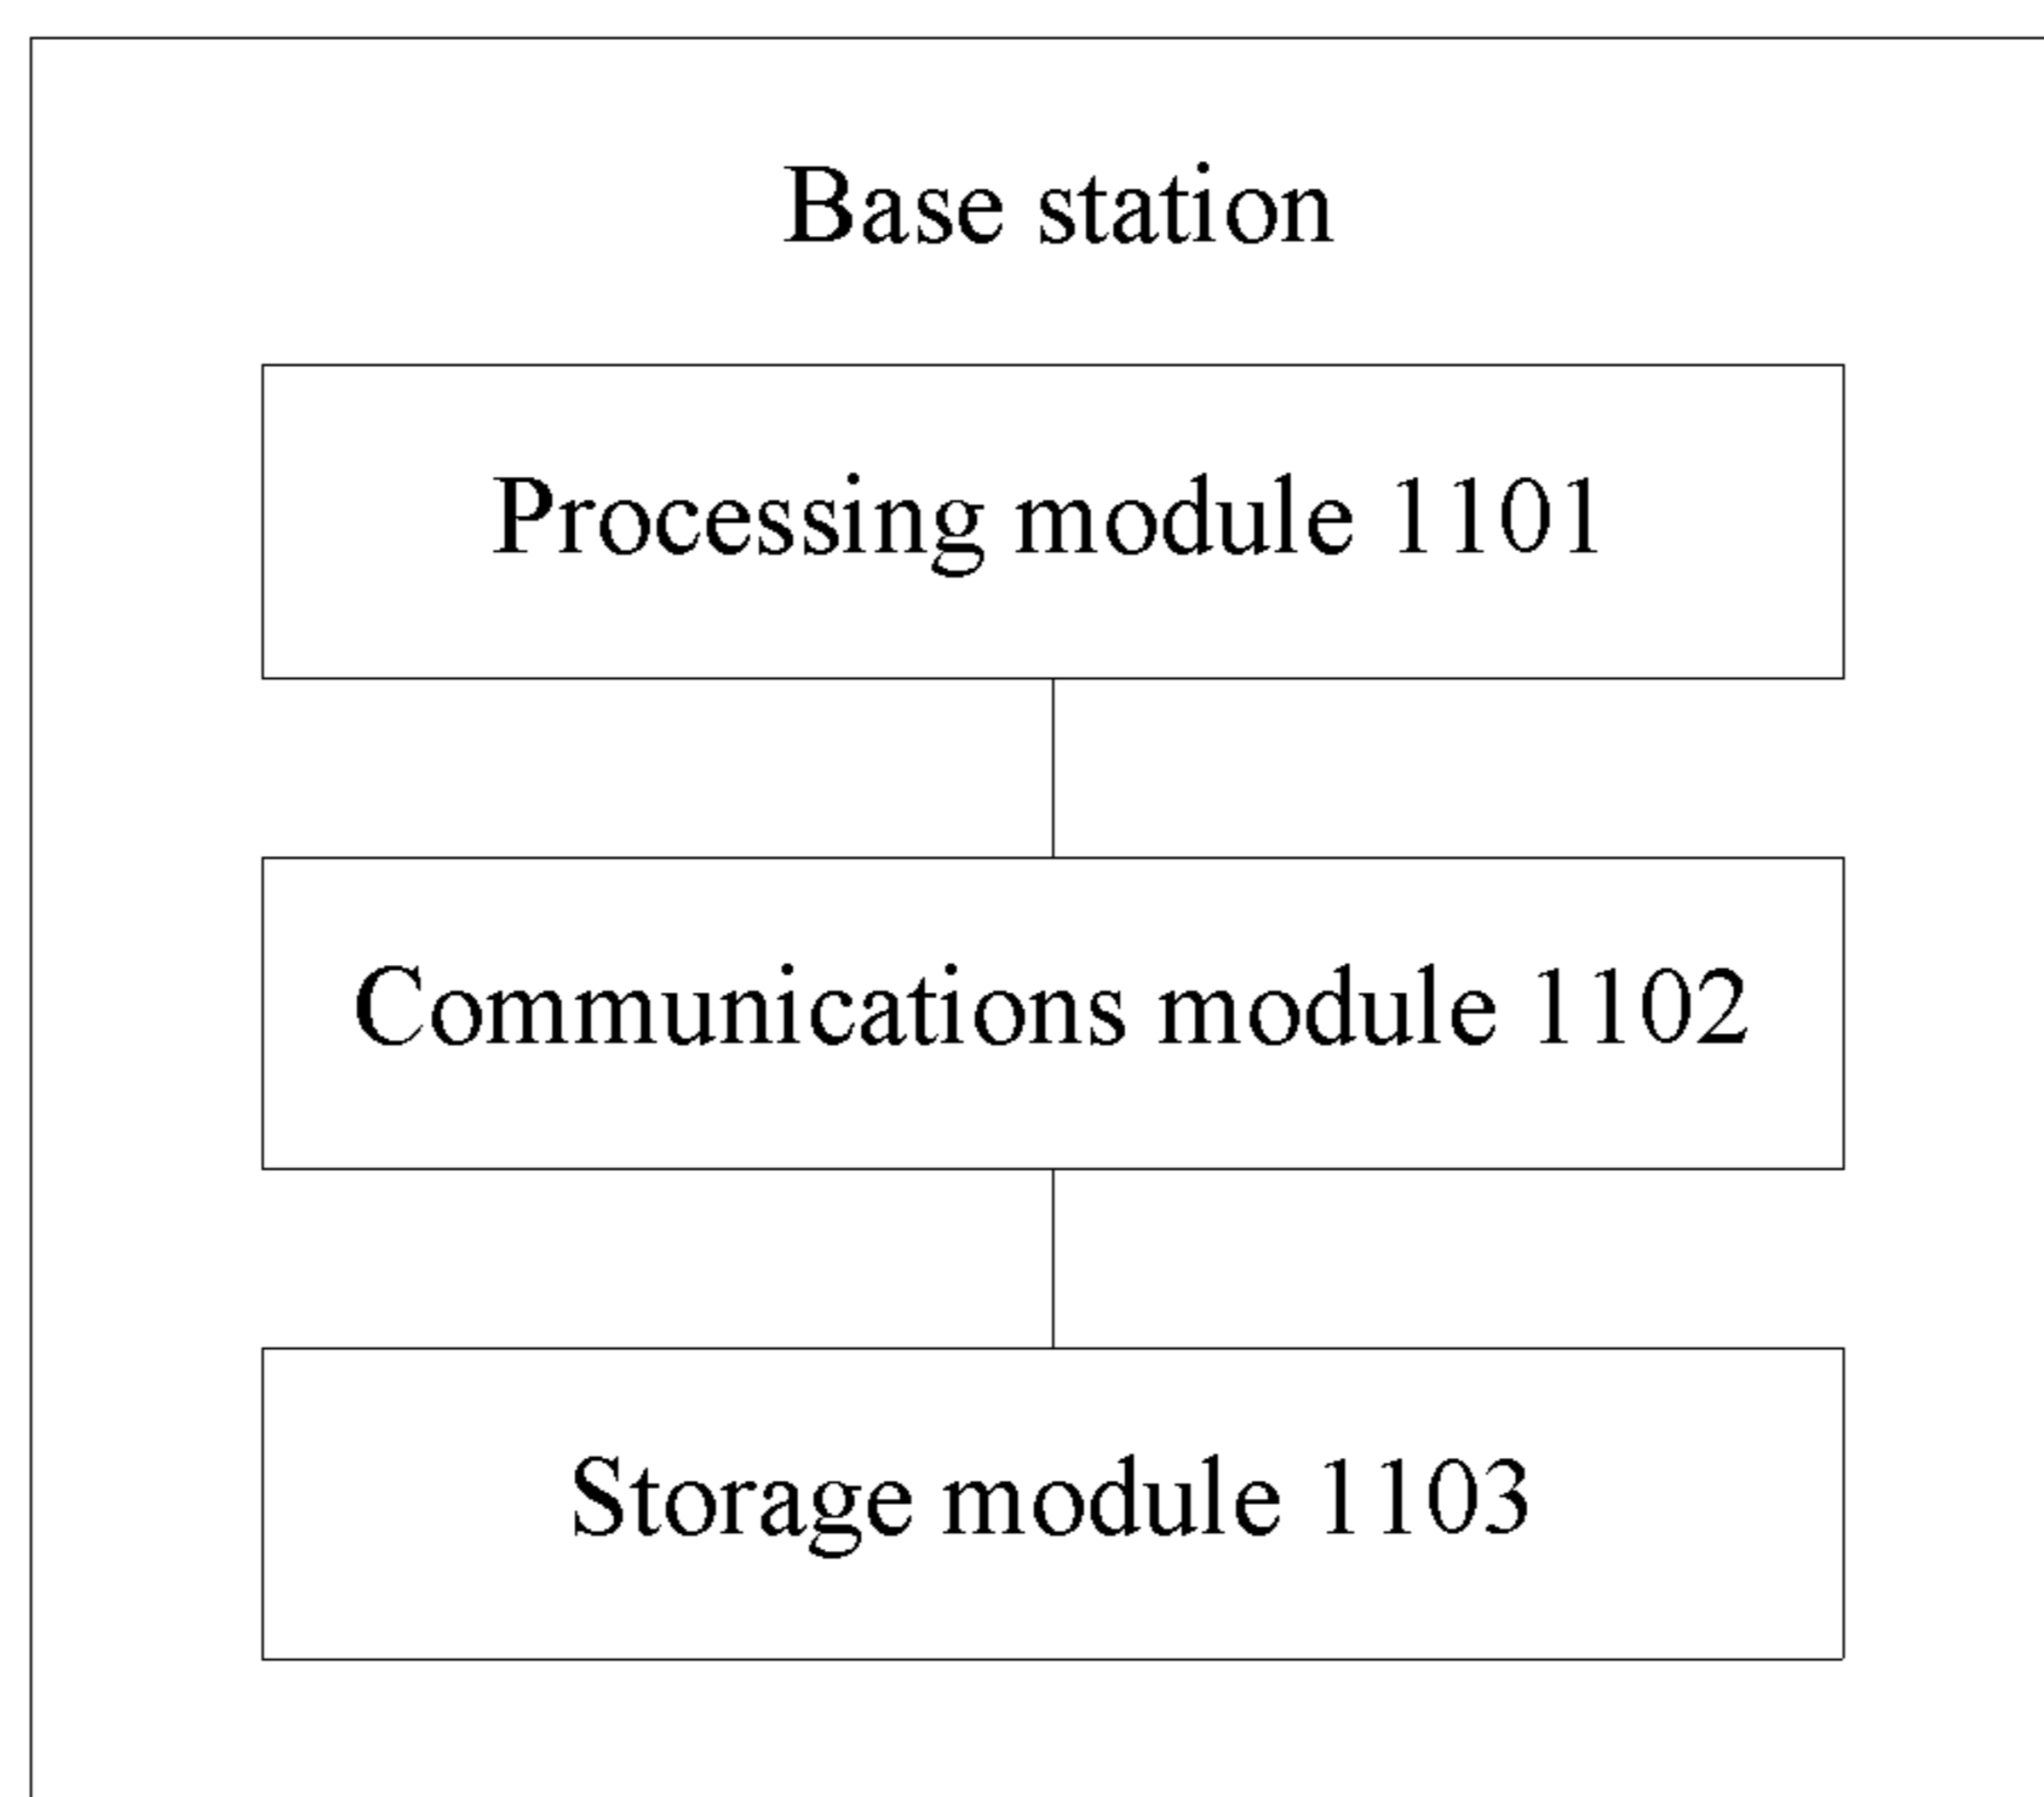 Base station
Processing module 1101
Communications module 1102
Storage module 1103